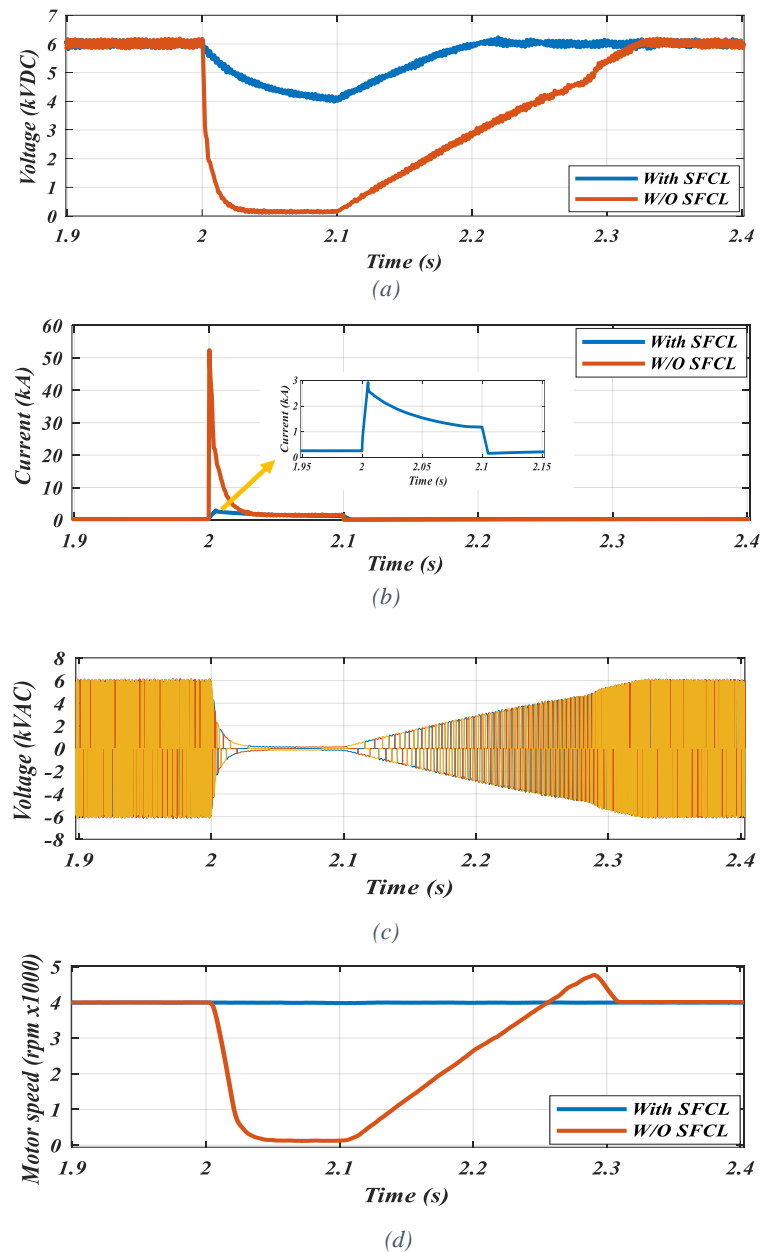 7
6
5
4
3
2
1
0
Voltage (kVDC)
With SFCL
W/O SFCL
1.9 2 2.1 2.2 2.3 2.4
Time (s)
(a)
60
50
40
30
20
10
0
Current (kA)
With SFCL
W/O SFCL
3
2
1
0
Current (kA)
1.95 2 2.05 2.1 2.15
Time (s)
1.9 2 2.1 2.2 2.3 2.4
Time (s)
(b)
8
6
4
2
0
-2
-4
-6
-8
Voltage (kVAC)
1.9 2 2.1 2.2 2.3 2.4
Time (s)
(c)
5
4
3
2
1
0
Motor speed (rpm x1000)
With SFCL
W/O SFCL
1.9 2 2.1 2.2 2.3 2.4
Time (s)
(d)